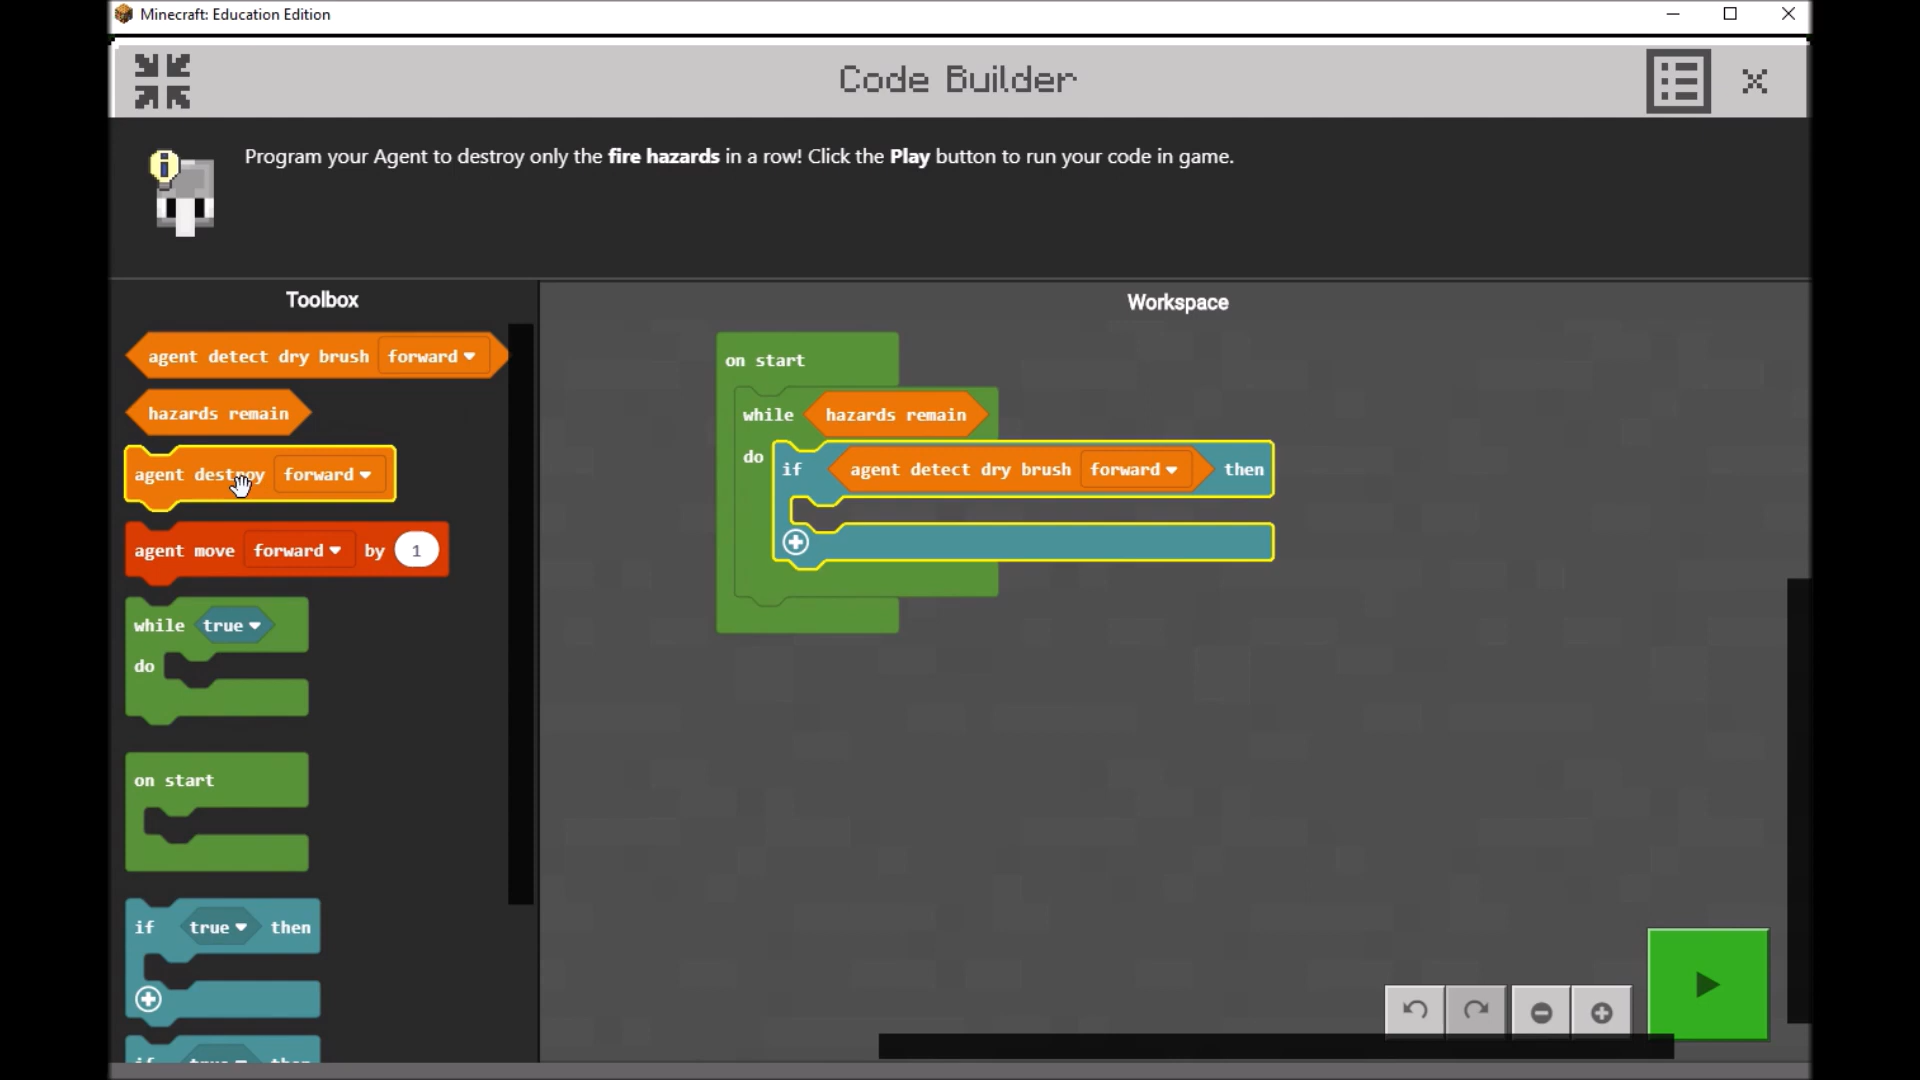 Minecraft: Education Edition
Code Builder
Program your Agent to destroy only the fire hazards in a row! Click the Play button to run your code in game.
Toolbox
agent detect dry brush forward
hazards remain
agent destroy forward
agent move forward by 1
while true
do
on start
if true then
if true then
Workspace
on start
while hazards remain
do
if agent detect dry brush forward then